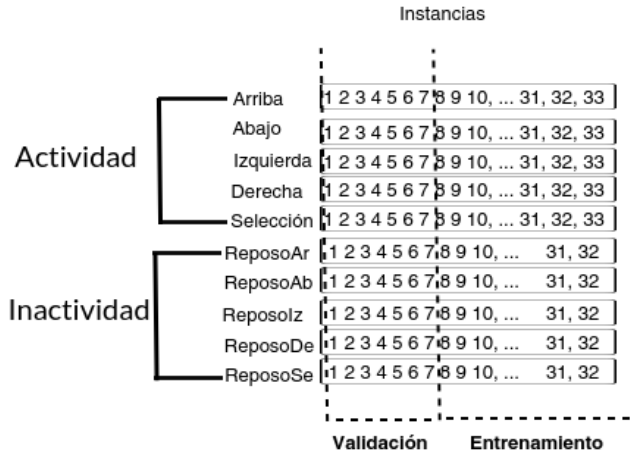 Instancias
Arriba 1 2 3 4 5 6 7 8 9 10, ... 31, 32, 33
Abajo 1 2 3 4 5 6 7 8 9 10, ... 31, 32, 33
Actividad
Izquierda 1 2 3 4 5 6 7 8 9 10, ... 31, 32, 33
Derecha 1 2 3 4 5 6 7 8 9 10, ... 31, 32, 33
Selección 1 2 3 4 5 6 7 8 9 10, ... 31, 32, 33
ReposoAr 1 2 3 4 5 6 7 8 9 10, ... 31, 32
ReposoAb 1 2 3 4 5 6 7 8 9 10, ... 31, 32
Inactividad
ReposoIz 1 2 3 4 5 6 7 8 9 10, ... 31, 32
ReposoDe 1 2 3 4 5 6 7 8 9 10, ... 31, 32
ReposoSe 1 2 3 4 5 6 7 8 9 10, ... 31, 32
Validación Entrenamiento